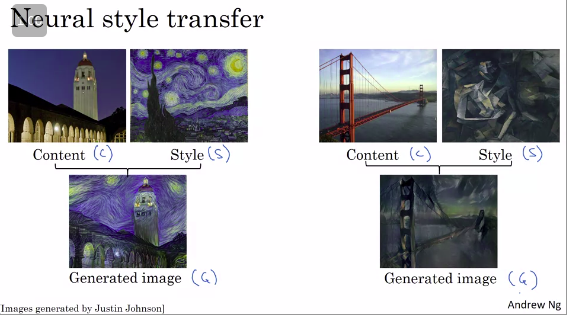 Neural style transfer
Content (C) Style (S)
Content (C) Style (S)
Generated image (G)
Generated image (G)
[Images generated by Justin Johnson]
Andrew Ng